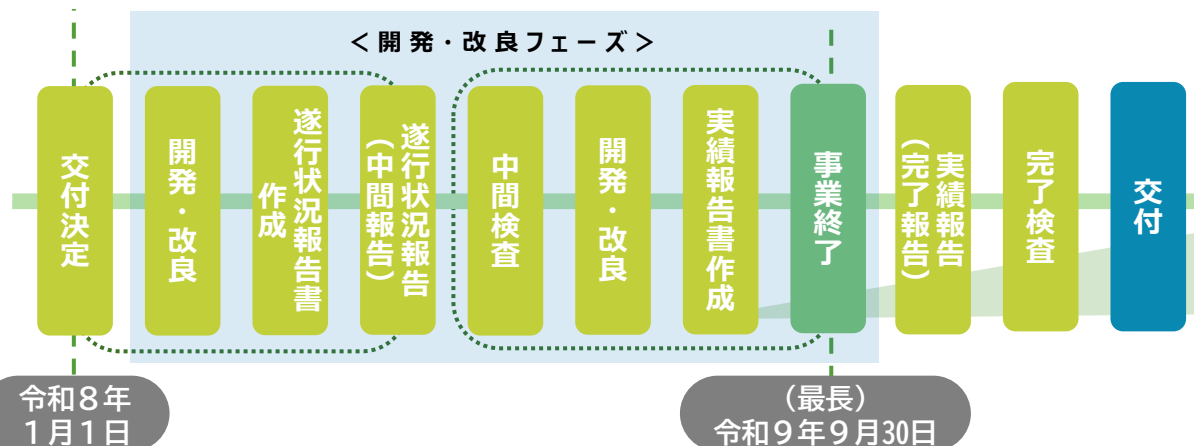 ＜開発・改良フェーズ＞
交付決定
開発・改良
遂行状況報告書
作成
遂行状況報告
（中間報告）
中間検査
開発・改良
実績報告書作成
事業終了
実績報告
（完了報告）
完了検査
交付
令和８年
１月１日
（最長）
令和９年９月30日